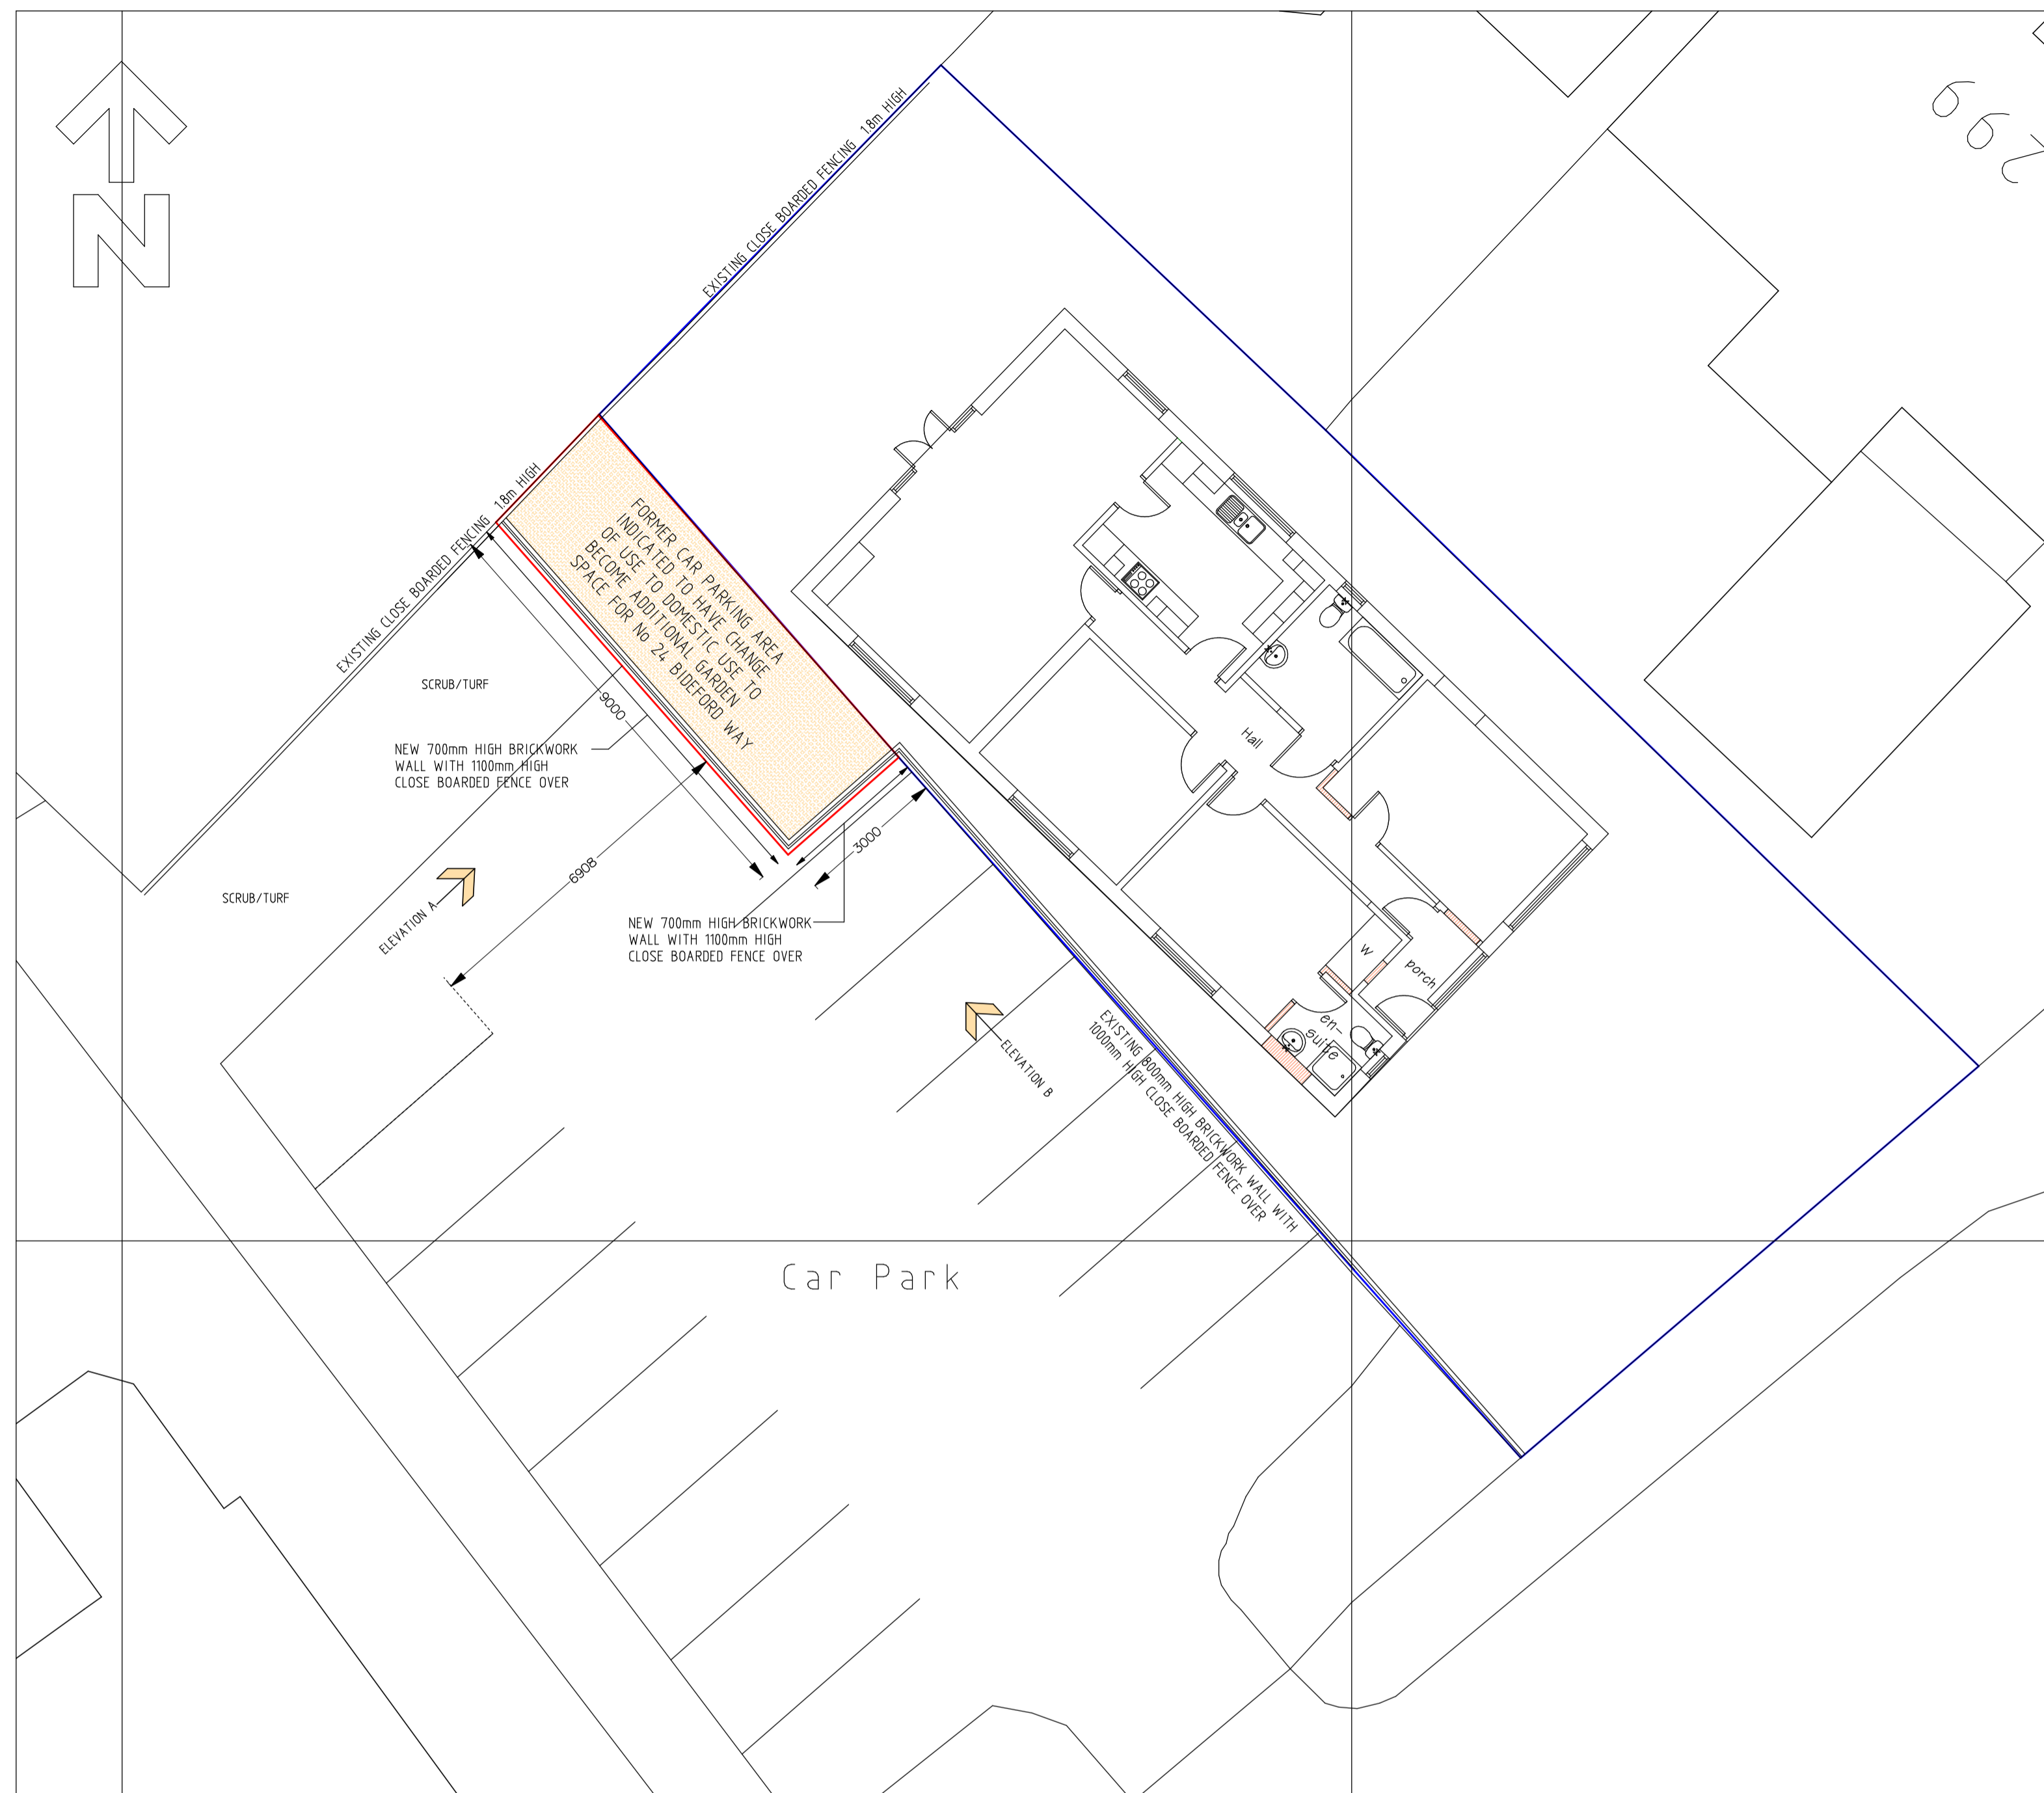 N
299
EXISTING CLOSE BOARDED FENCING 1.8m HIGH
EXISTING CLOSE BOARDED FENCING 1.8m HIGH
FORMER CAR PARKING AREA
INDICATED TO HAVE CHANGE
OF USE TO DOMESTIC USE TO
BECOME ADDITIONAL GARDEN
SPACE FOR No 24 BIDEFORD WAY
SCRUB/TURF
9000
NEW 700mm HIGH BRICKWORK
WALL WITH 1100mm HIGH
CLOSE BOARDED FENCE OVER
Hall
3000
6908
SCRUB/TURF
ELEVATION A
NEW 700mm HIGH BRICKWORK
WALL WITH 1100mm HIGH
CLOSE BOARDED FENCE OVER
W
porch
en-
suite
ELEVATION B
EXISTING 800mm HIGH BRICKWORK WALL WITH
1000mm HIGH CLOSE BOARDED FENCE OVER
Car Park